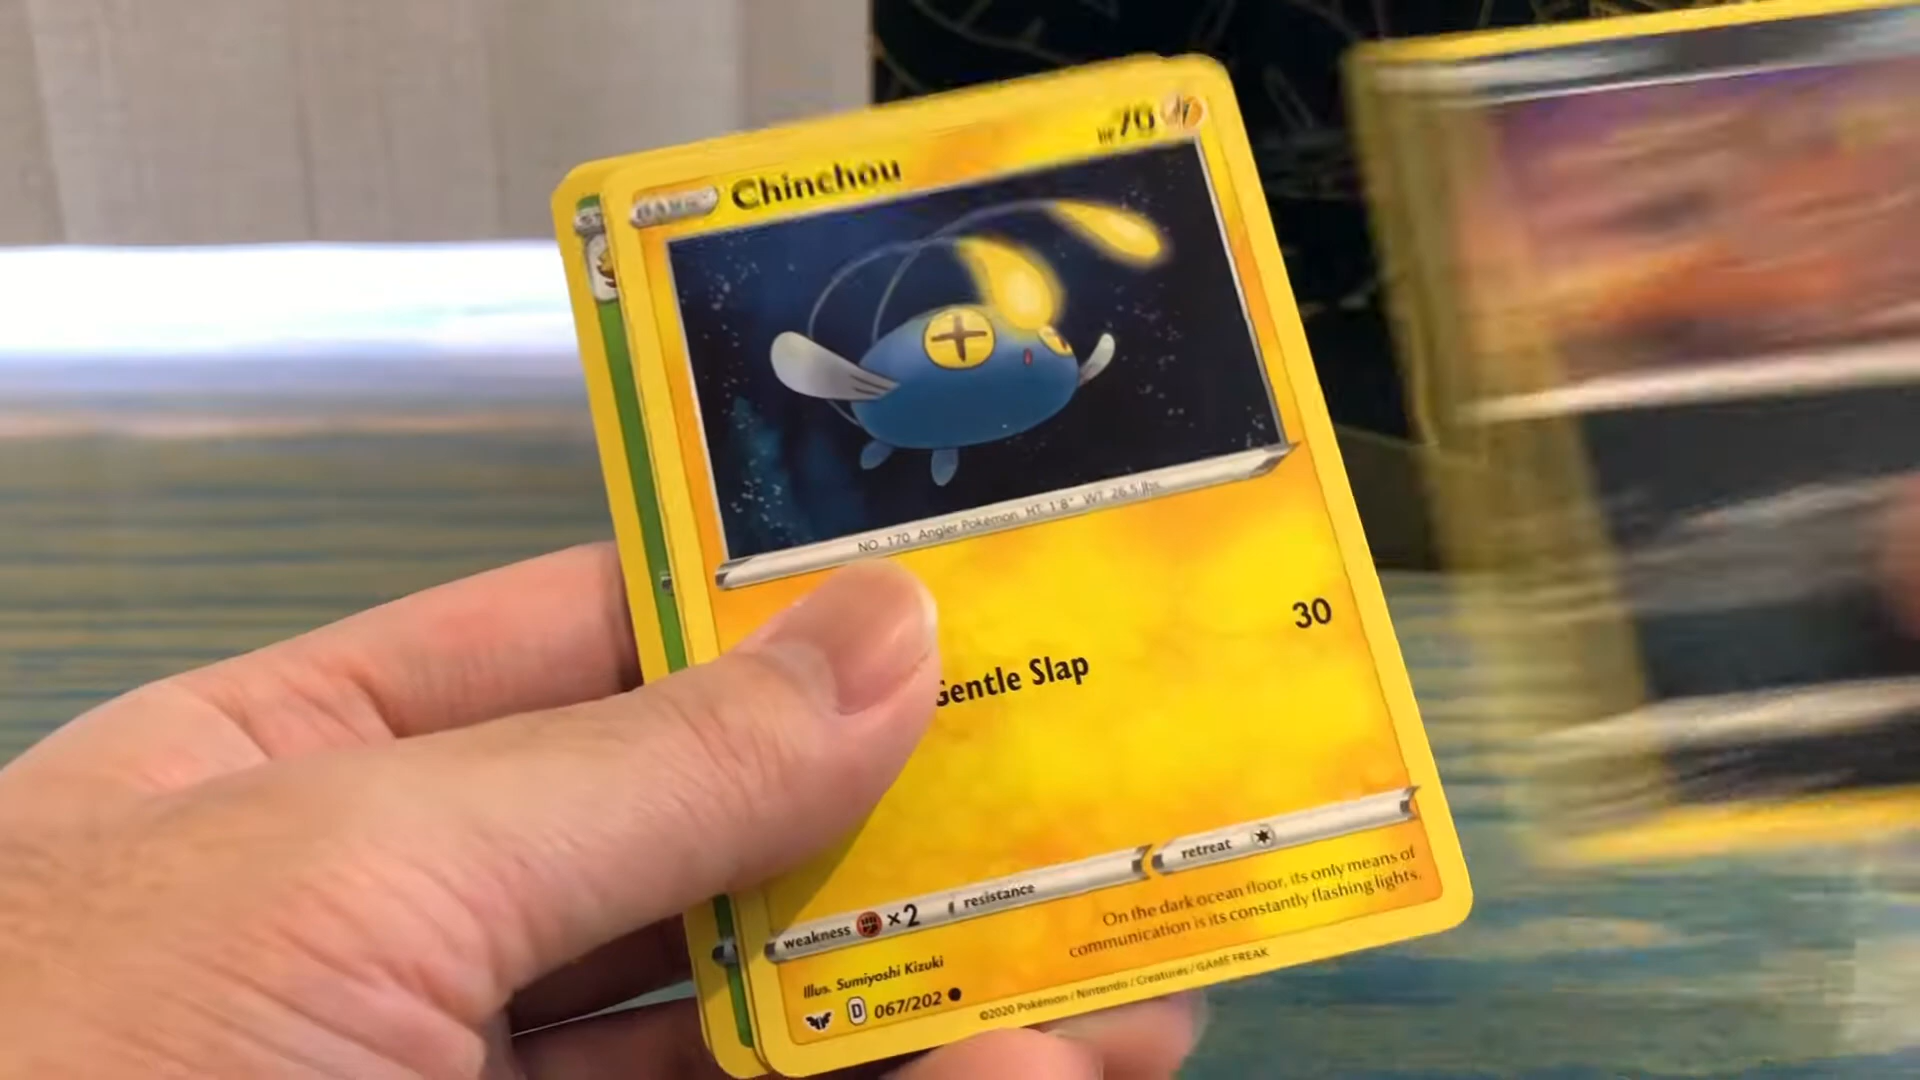 BASIC
Chinchou
HP 70
NO. 170 Angler Pokémon HT: 1'8" WT: 26.5 lbs.
Gentle Slap 30
weakness ×2 resistance retreat
On the dark ocean floor, its only means of
communication is its constantly flashing lights.
Illus. Sumiyoshi Kizuki
D 067/202
©2020 Pokémon / Nintendo / Creatures / GAME FREAK